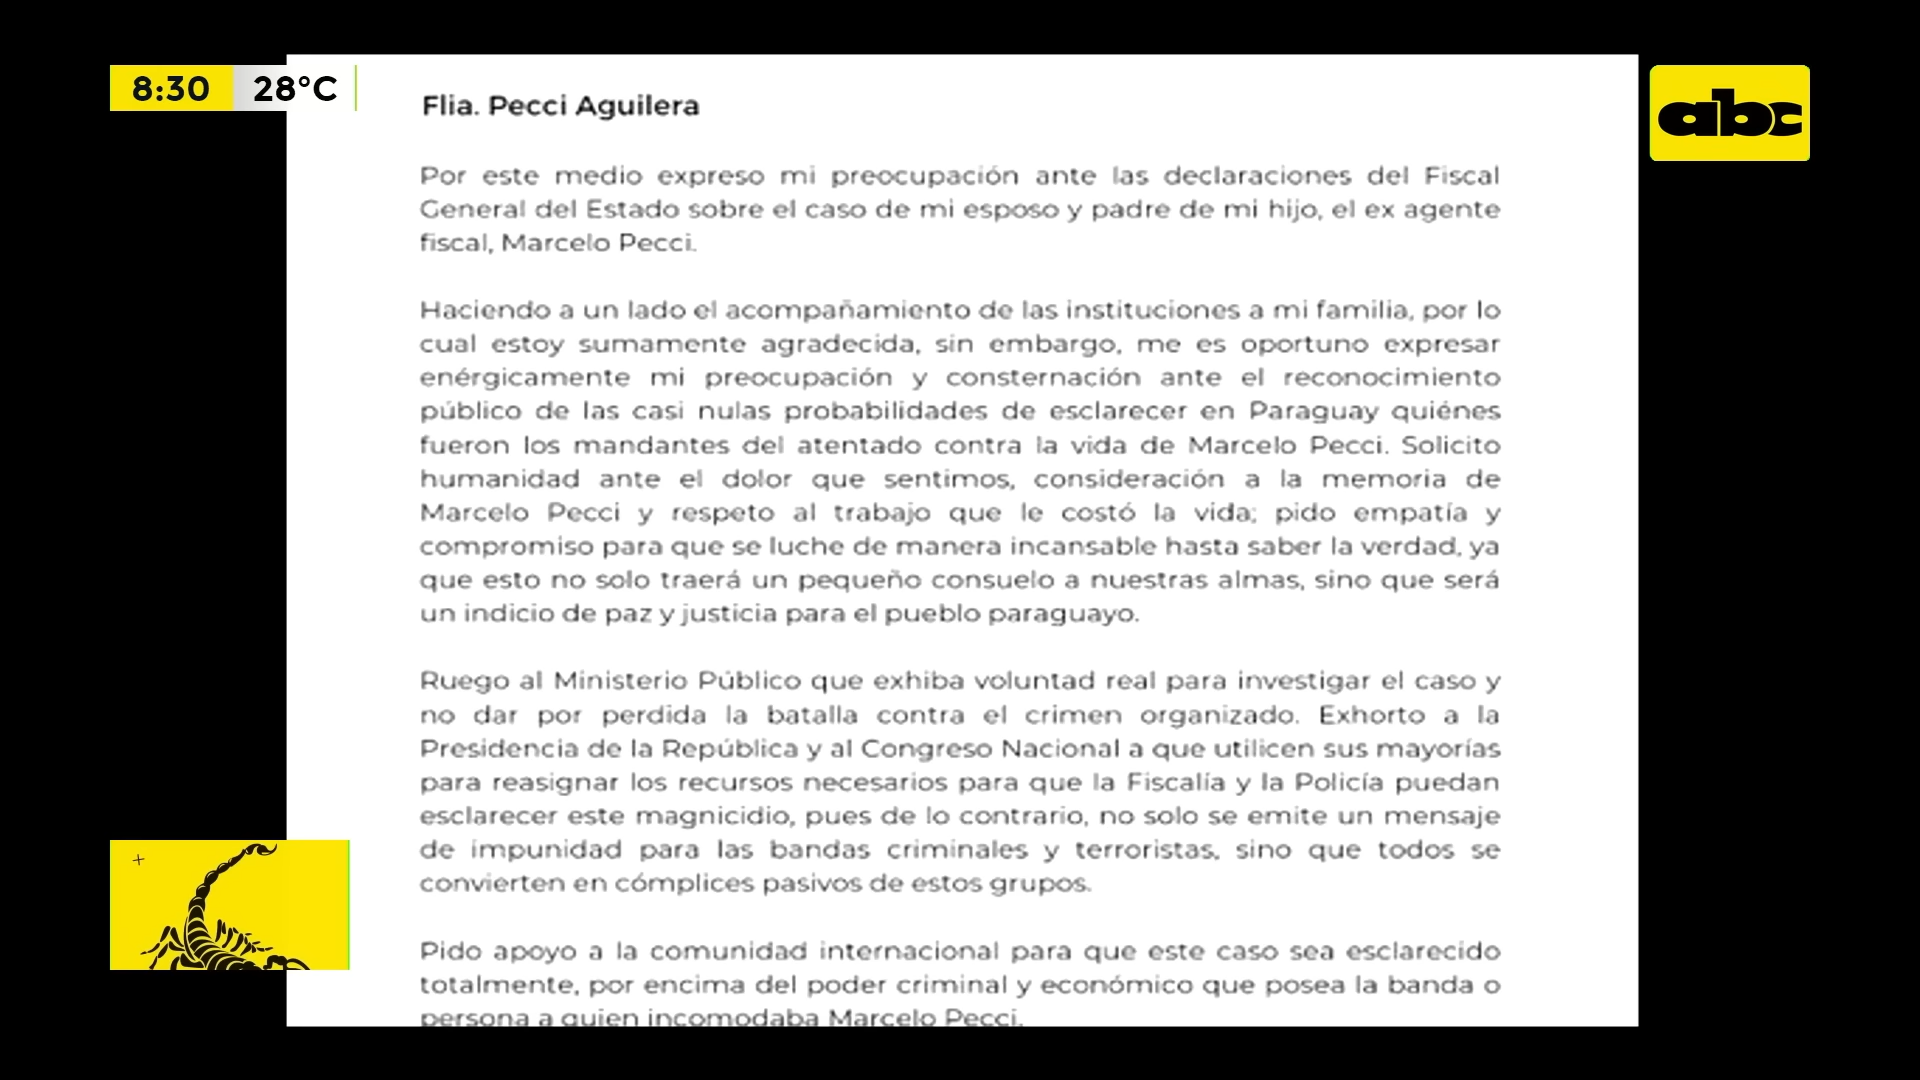 8:30 28°C
abc
Flia. Pecci Aguilera
Por este medio expreso mi preocupación ante las declaraciones del Fiscal
General del Estado sobre el caso de mi esposo y padre de mi hijo, el ex agente
fiscal, Marcelo Pecci.
Haciendo a un lado el acompañamiento de las instituciones a mi familia, por lo
cual estoy sumamente agradecida, sin embargo, me es oportuno expresar
enérgicamente mi preocupación y consternación ante el reconocimiento
público de las casi nulas probabilidades de esclarecer en Paraguay quiénes
fueron los mandantes del atentado contra la vida de Marcelo Pecci. Solicito
humanidad ante el dolor que sentimos, consideración a la memoria de
Marcelo Pecci y respeto al trabajo que le costó la vida; pido empatía y
compromiso para que se luche de manera incansable hasta saber la verdad, ya
que esto no solo traerá un pequeño consuelo a nuestras almas, sino que será
un indicio de paz y justicia para el pueblo paraguayo.
Ruego al Ministerio Público que exhiba voluntad real para investigar el caso y
no dar por perdida la batalla contra el crimen organizado. Exhorto a la
Presidencia de la República y al Congreso Nacional a que utilicen sus mayorías
para reasignar los recursos necesarios para que la Fiscalía y la Policía puedan
esclarecer este magnicidio, pues de lo contrario, no solo se emite un mensaje
de impunidad para las bandas criminales y terroristas, sino que todos se
convierten en cómplices pasivos de estos grupos.
Pido apoyo a la comunidad internacional para que este caso sea esclarecido
totalmente, por encima del poder criminal y económico que posea la banda o
persona a quien incomodaba Marcelo Pecci.